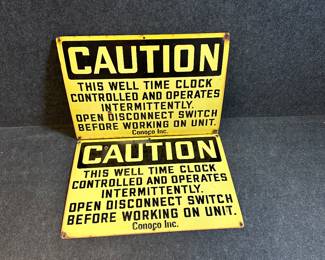 CAUTION
THIS WELL TIME CLOCK
CONTROLLED AND OPERATES
INTERMITTENTLY.
OPEN DISCONNECT SWITCH
BEFORE WORKING ON UNIT.
Conoco Inc.
CAUTION
THIS WELL TIME CLOCK
CONTROLLED AND OPERATES
INTERMITTENTLY.
OPEN DISCONNECT SWITCH
BEFORE WORKING ON UNIT.
Conoco Inc.